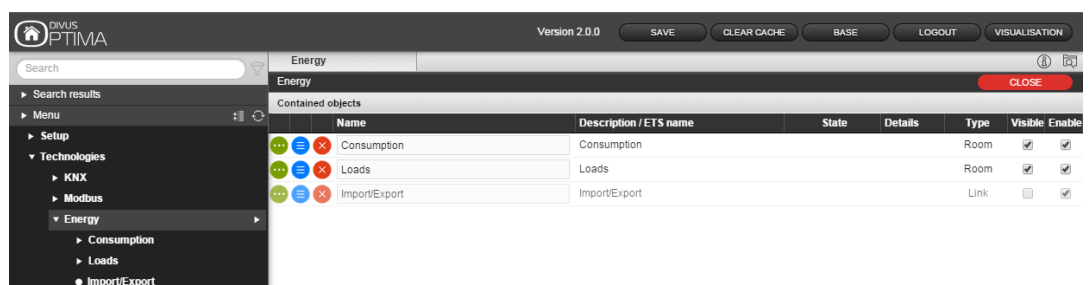 DIVUS
OPTIMA
Version 2.0.0 SAVE CLEAR CACHE BASE LOGOUT VISUALISATION
Search
Energy
Energy CLOSE
Search results
Contained objects
Menu
Name Description / ETS name State Details Type Visible Enable
Setup
Consumption Consumption Room
Technologies
Loads Loads Room
KNX
Import/Export Import/Export Link
Modbus
Energy
Consumption
Loads
Import/Export